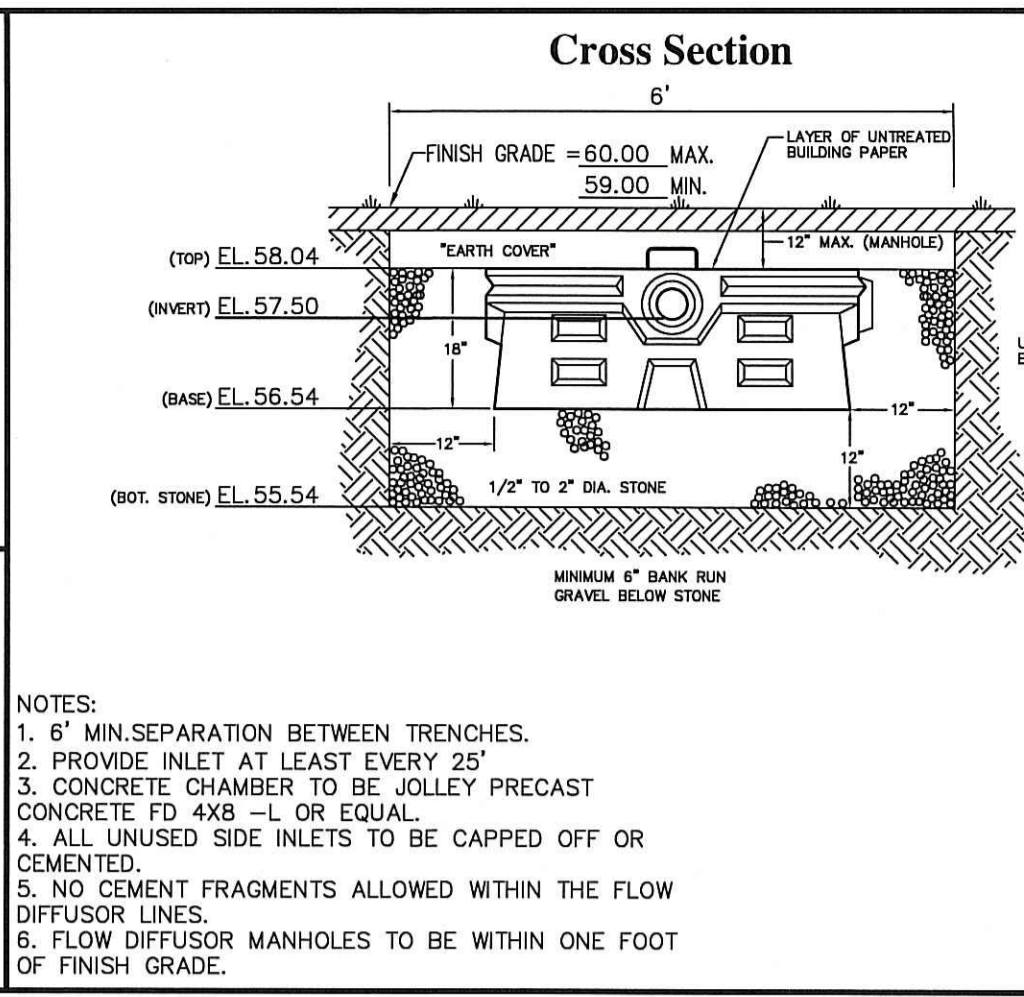 Cross Section
6'
FINISH GRADE = 60.00 MAX.
59.00 MIN.
LAYER OF UNTREATED
BUILDING PAPER
(TOP) EL.58.04
"EARTH COVER"
12" MAX. (MANHOLE)
(INVERT) EL.57.50
18"
(BASE) EL.56.54
12"
12"
12"
(BOT. STONE) EL.55.54
1/2" TO 2" DIA. STONE
MINIMUM 6" BANK RUN
GRAVEL BELOW STONE
NOTES:
1. 6' MIN.SEPARATION BETWEEN TRENCHES.
2. PROVIDE INLET AT LEAST EVERY 25'
3. CONCRETE CHAMBER TO BE JOLLEY PRECAST
CONCRETE FD 4X8 -L OR EQUAL.
4. ALL UNUSED SIDE INLETS TO BE CAPPED OFF OR
CEMENTED.
5. NO CEMENT FRAGMENTS ALLOWED WITHIN THE FLOW
DIFFUSOR LINES.
6. FLOW DIFFUSOR MANHOLES TO BE WITHIN ONE FOOT
OF FINISH GRADE.